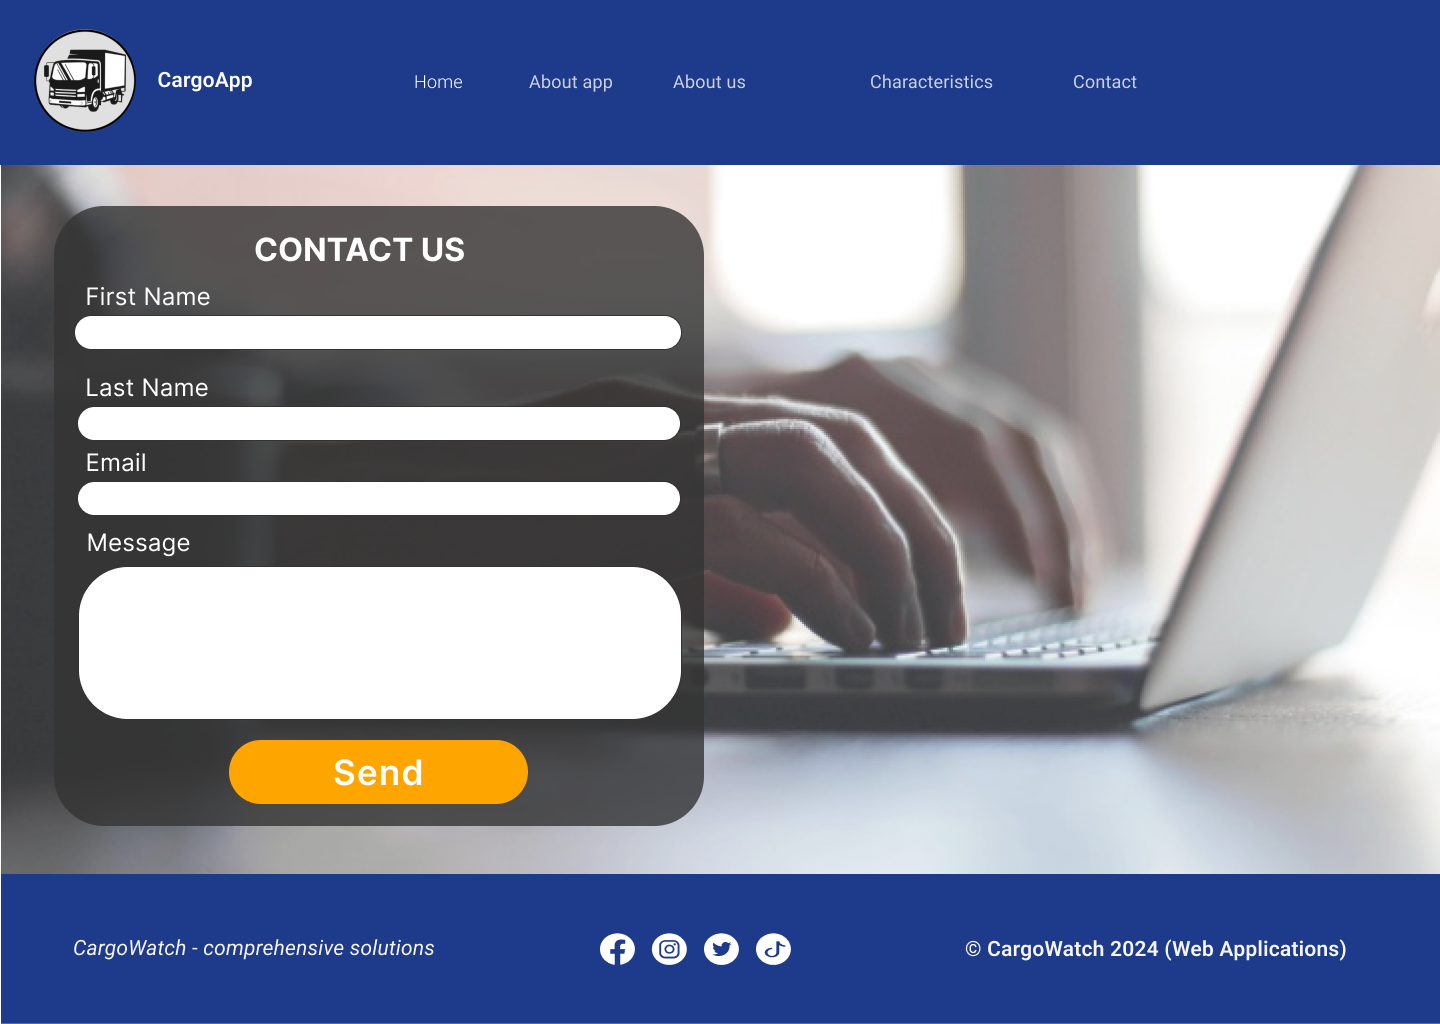 CargoApp
Home
About app
About us
Characteristics
Contact
CONTACT US
First Name
Last Name
Email
Message
Send
CargoWatch - comprehensive solutions
© CargoWatch 2024 (Web Applications)